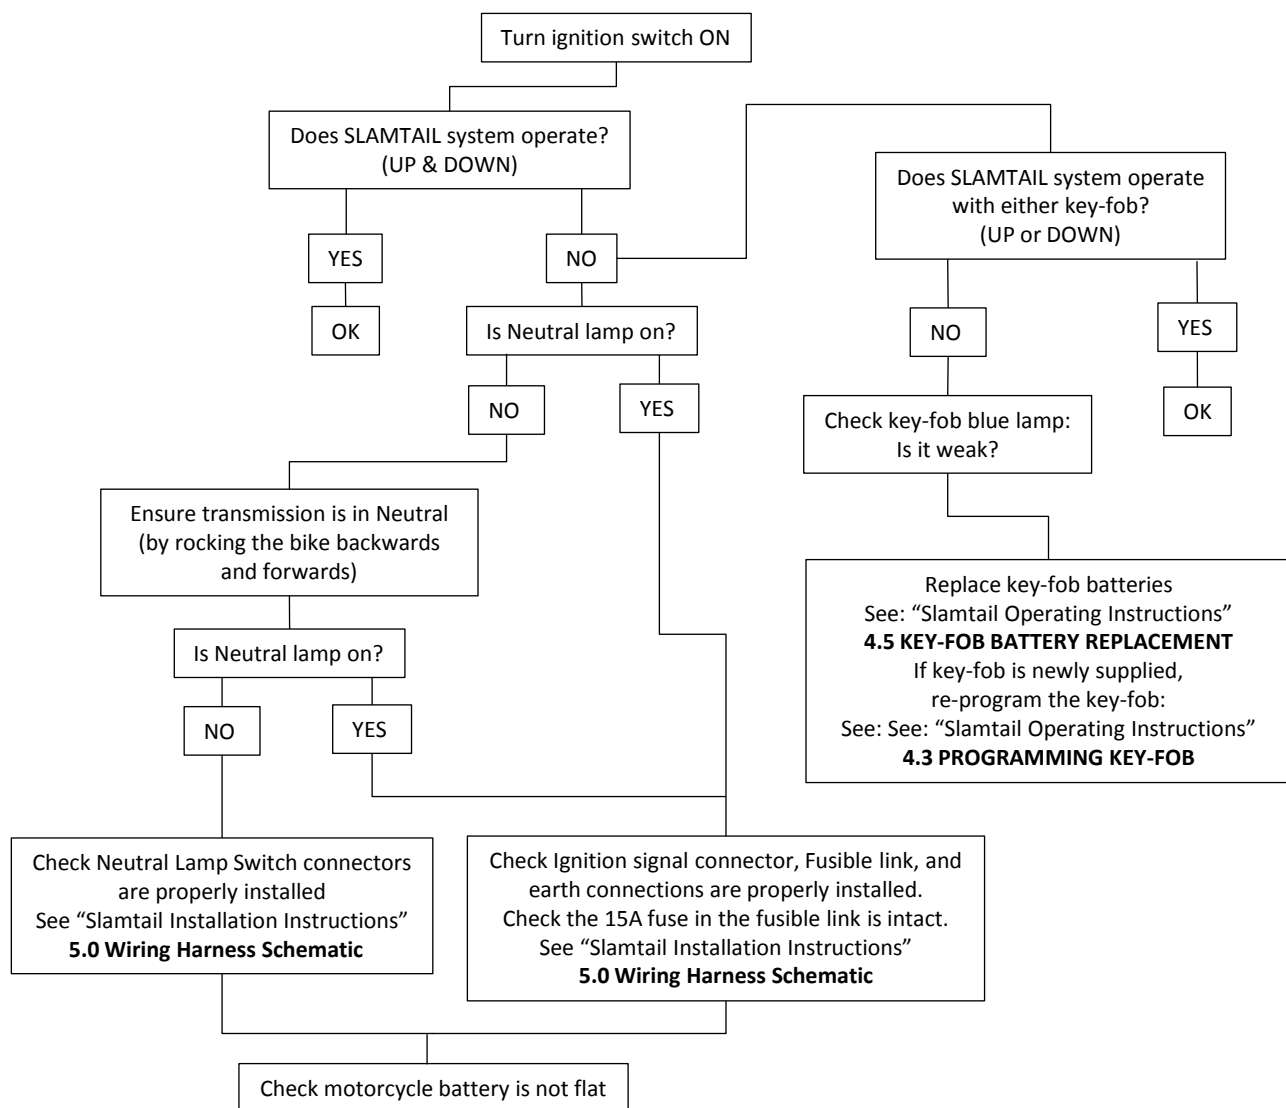 Turn ignition switch ON
Does SLAMTAIL system operate?
(UP & DOWN)
YES
NO
OK
Is Neutral lamp on?
NO
YES
Ensure transmission is in Neutral
(by rocking the bike backwards
and forwards)
Is Neutral lamp on?
NO
YES
Check Neutral Lamp Switch connectors
are properly installed
See “Slamtail Installation Instructions”
5.0 Wiring Harness Schematic
Check Ignition signal connector, Fusible link, and
earth connections are properly installed.
Check the 15A fuse in the fusible link is intact.
See “Slamtail Installation Instructions”
5.0 Wiring Harness Schematic
Check motorcycle battery is not flat
Does SLAMTAIL system operate
with either key-fob?
(UP or DOWN)
NO
YES
OK
Check key-fob blue lamp:
Is it weak?
Replace key-fob batteries
See: “Slamtail Operating Instructions”
4.5 KEY-FOB BATTERY REPLACEMENT
If key-fob is newly supplied,
re-program the key-fob:
See: See: “Slamtail Operating Instructions”
4.3 PROGRAMMING KEY-FOB